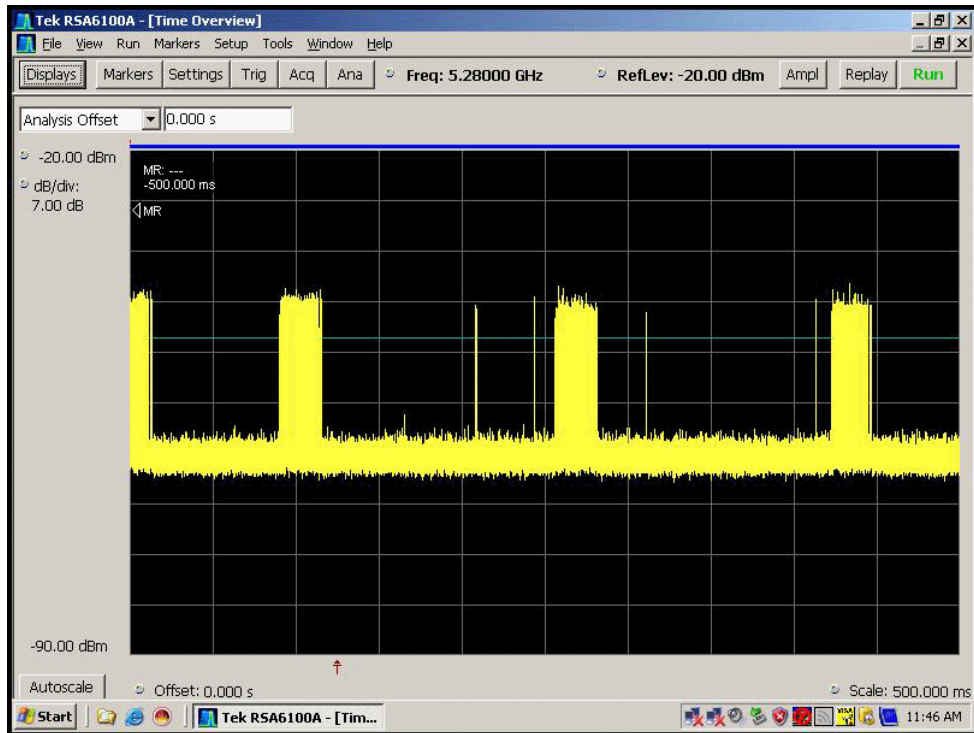 Tek RSA6100A - [Time Overview]
File View Run Markers Setup Tools Window Help
Displays Markers Settings Trig Acq Ana Freq: 5.28000 GHz RefLev: -20.00 dBm Ampl Replay Run
Analysis Offset 0.000 s
-20.00 dBm
dB/div:
7.00 dB
MR: ---
-500.000 ms
MR
-90.00 dBm
Autoscale Offset: 0.000 s Scale: 500.000 ms
Start Tek RSA6100A - [Tim... 11:46 AM